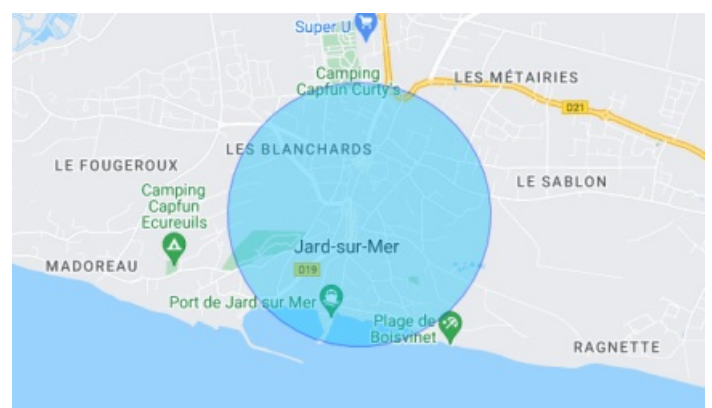 Super U
Camping
Capfun Curty's
LES MÉTAIRIES
D21
LES BLANCHARDS
LE FOUGEROUX
LE SABLON
Camping
Capfun
Ecureuils
Jard-sur-Mer
MADOREAU
D19
Port de Jard sur Mer
Plage de
Boisvinet
RAGNETTE